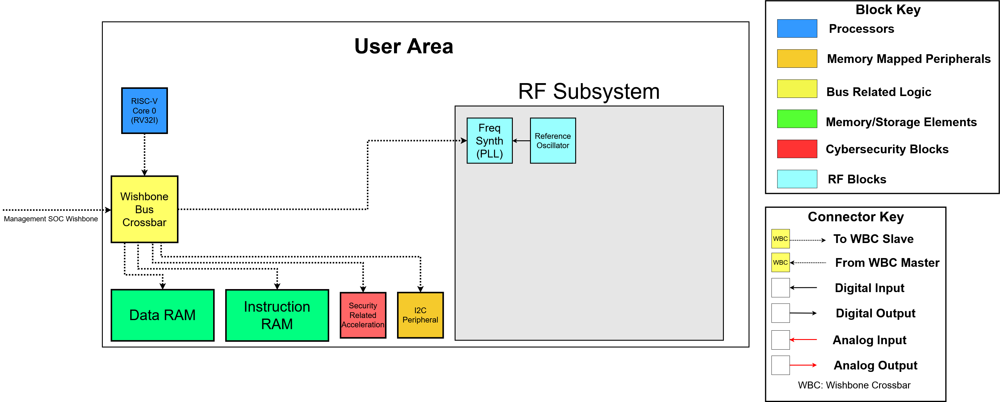 User Area
RISC-V
Core 0
(RV32I)
Wishbone
Bus
Crossbar
Management SOC Wishbone
Data RAM
Instruction
RAM
Security
Related
Acceleration
I2C
Peripheral
RF Subsystem
Freq
Synth
(PLL)
Reference
Oscillator
Block Key
Processors
Memory Mapped Peripherals
Bus Related Logic
Memory/Storage Elements
Cybersecurity Blocks
RF Blocks
Connector Key
WBC To WBC Slave
WBC From WBC Master
Digital Input
Digital Output
Analog Input
Analog Output
WBC: Wishbone Crossbar